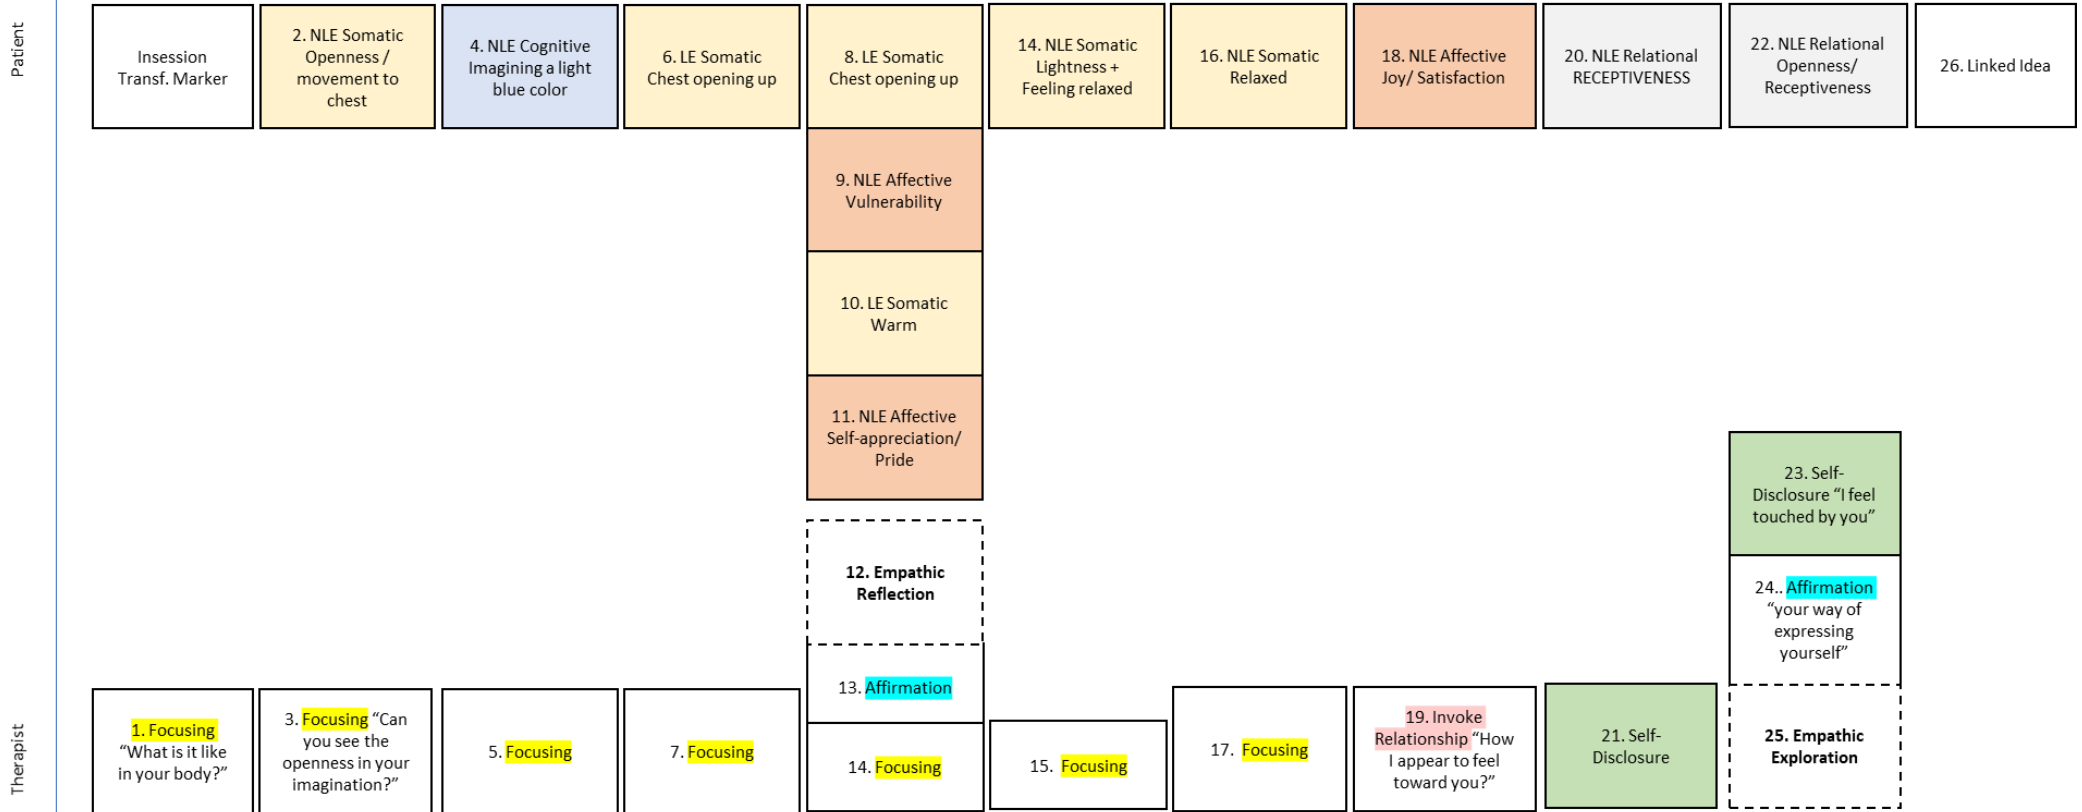 Patient
Insession
Transf. Marker
2. NLE Somatic
Openness /
movement to
chest
4. NLE Cognitive
Imagining a light
blue color
6. LE Somatic
Chest opening up
8. LE Somatic
Chest opening up
14. NLE Somatic
Lightness +
Feeling relaxed
16. NLE Somatic
Relaxed
18. NLE Affective
Joy/ Satisfaction
20. NLE Relational
RECEPTIVENESS
22. NLE Relational
Openness/
Receptiveness
26. Linked Idea
9. NLE Affective
Vulnerability
10. LE Somatic
Warm
11. NLE Affective
Self-appreciation/
Pride
12. Empathic
Reflection
13. Affirmation
14. Focusing
23. Self-
Disclosure “I feel
touched by you”
24.. Affirmation
“your way of
expressing
yourself”
25. Empathic
Exploration
Therapist
1. Focusing
“What is it like
in your body?”
3. Focusing “Can
you see the
openness in your
imagination?”
5. Focusing
7. Focusing
15. Focusing
17. Focusing
19. Invoke
Relationship “How
I appear to feel
toward you?”
21. Self-
Disclosure